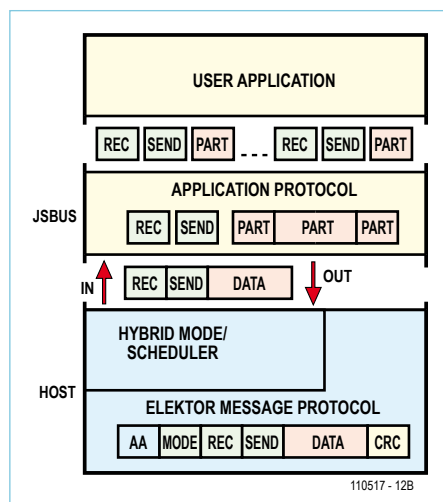 USER APPLICATION
REC SEND PART - - - REC SEND PART
APPLICATION PROTOCOL
JSBUS
REC SEND PART PART PART
IN REC SEND DATA OUT
HYBRID MODE/
SCHEDULER
HOST
ELEKTOR MESSAGE PROTOCOL
AA MODE REC SEND DATA CRC
110517 - 12B